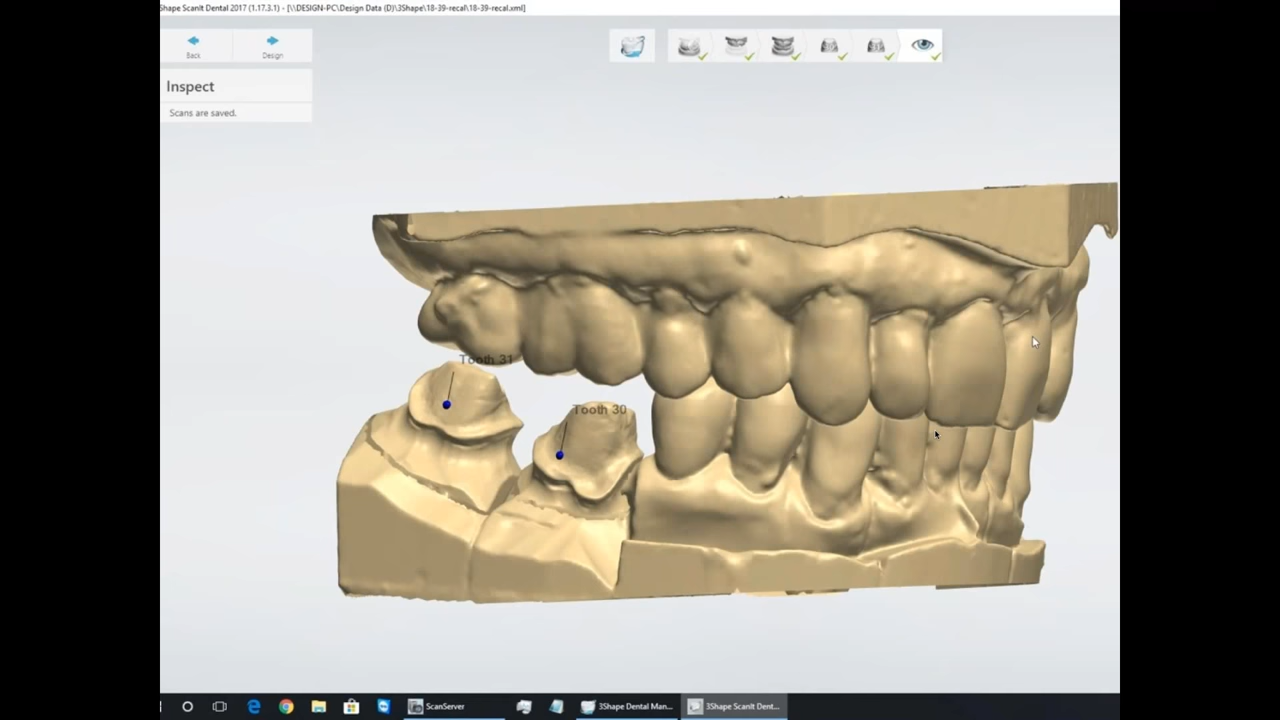 Shape ScanIt Dental 2017 (1.17.3.1) - [\\DESIGN-PC\Design Data (D)\3Shape\18-39-recal\18-39-recal.xml]
Back
Design
Inspect
Scans are saved.
Tooth 31
Tooth 30
ScanServer
3Shape Dental Man...
3Shape ScanIt Dent...